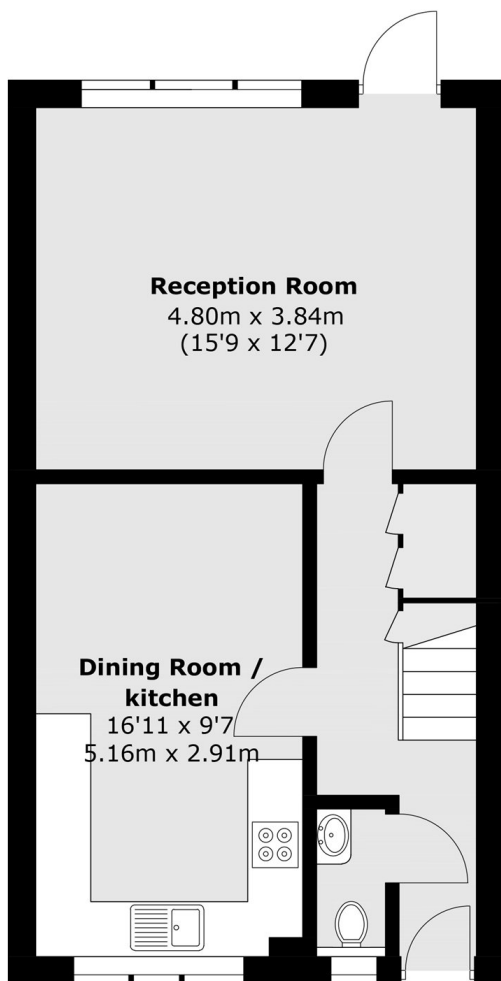 Reception Room
4.80m x 3.84m
(15'9 x 12'7)
Dining Room /
kitchen
16'11 x 9'7
5.16m x 2.91m